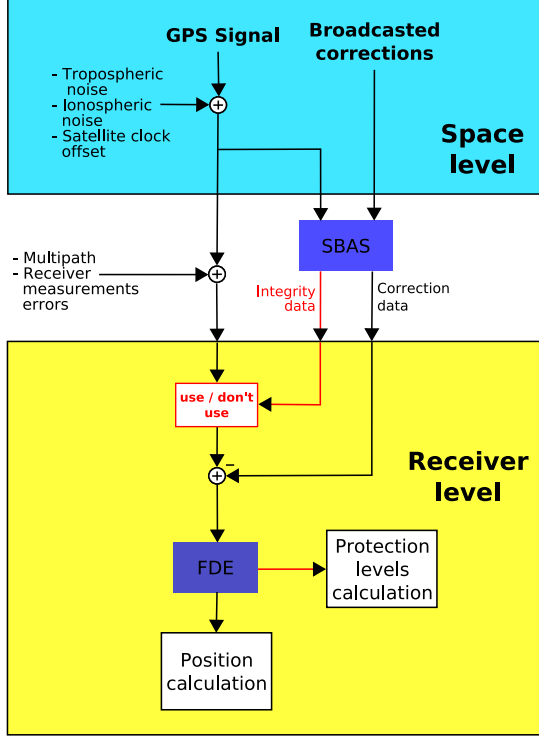 GPS Signal
Broadcasted
corrections
- Tropospheric
noise
- Ionospheric
noise
- Satellite clock
offset
Space
level
SBAS
- Multipath
- Receiver
measurements
errors
Integrity
data
Correction
data
use / don't
use
Receiver
level
FDE
Protection
levels
calculation
Position
calculation